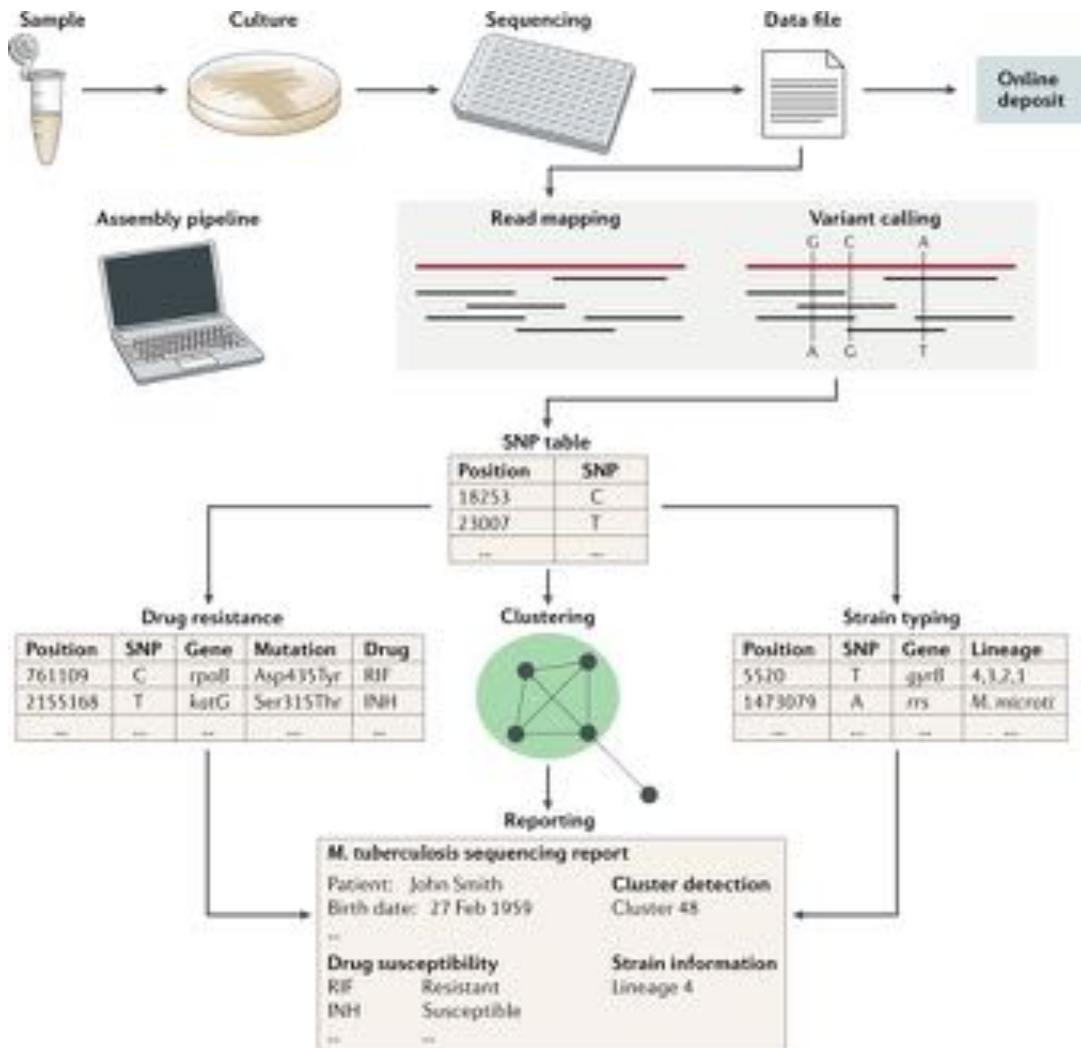 Sample Culture Sequencing Data file
Online
deposit
Assembly pipeline
Read mapping
Variant calling
G C A
A G T
SNP table
Position SNP
18253 C
23007 T
... ...
Drug resistance
Position SNP Gene Mutation Drug
761109 C rpoB Asp435Tyr RIF
2155168 T katG Ser315Thr INH
... ... ... ... ...
Clustering
Strain typing
Position SNP Gene Lineage
5520 T gyrB 4,3,2,1
1473079 A rrs M. microti
... ... ... ...
Reporting
M. tuberculosis sequencing report
Patient: John Smith
Birth date: 27 Feb 1959
...
Cluster detection
Cluster 48
Drug susceptibility
RIF Resistant
INH Susceptible
... ...
Strain information
Lineage 4